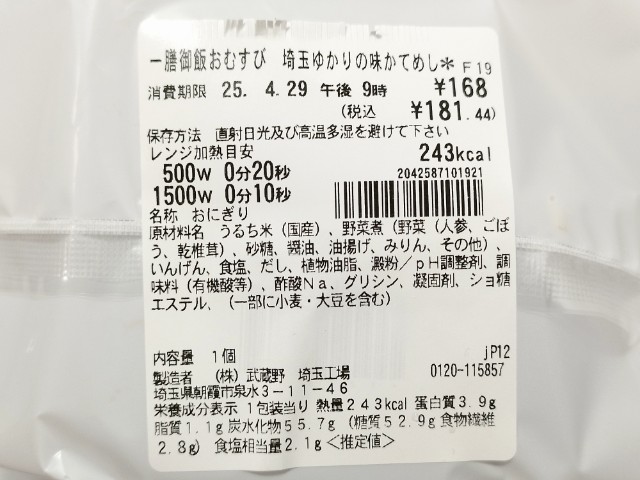 一膳御飯おむすび 埼玉ゆかりの味かてめし＊ F19
消費期限 25. 4.29 午後 9時 ¥168
(税込 ¥181.44)
保存方法 直射日光及び高温多湿を避けて下さい
レンジ加熱目安 243kcal
500W 0分20秒 2042587101921
1500W 0分10秒
名称 おにぎり
原材料名 うるち米（国産）、野菜煮（野菜（人参、ごぼ
う、乾椎茸）、砂糖、醤油、油揚げ、みりん、その他）、
いんげん、食塩、だし、植物油脂、澱粉／ｐＨ調整剤、調
味料（有機酸等）、酢酸Ｎａ、グリシン、凝固剤、ショ糖
エステル、（一部に小麦・大豆を含む）
内容量 １個 jP12
製造者 （株）武蔵野 埼玉工場 0120-115857
埼玉県朝霞市泉水３－１１－４６
栄養成分表示 １包装当り 熱量２４３kcal 蛋白質３.９g
脂質１.１g 炭水化物５５.７g （糖質５２.９g 食物繊維
２.８g） 食塩相当量２.１g ＜推定値＞